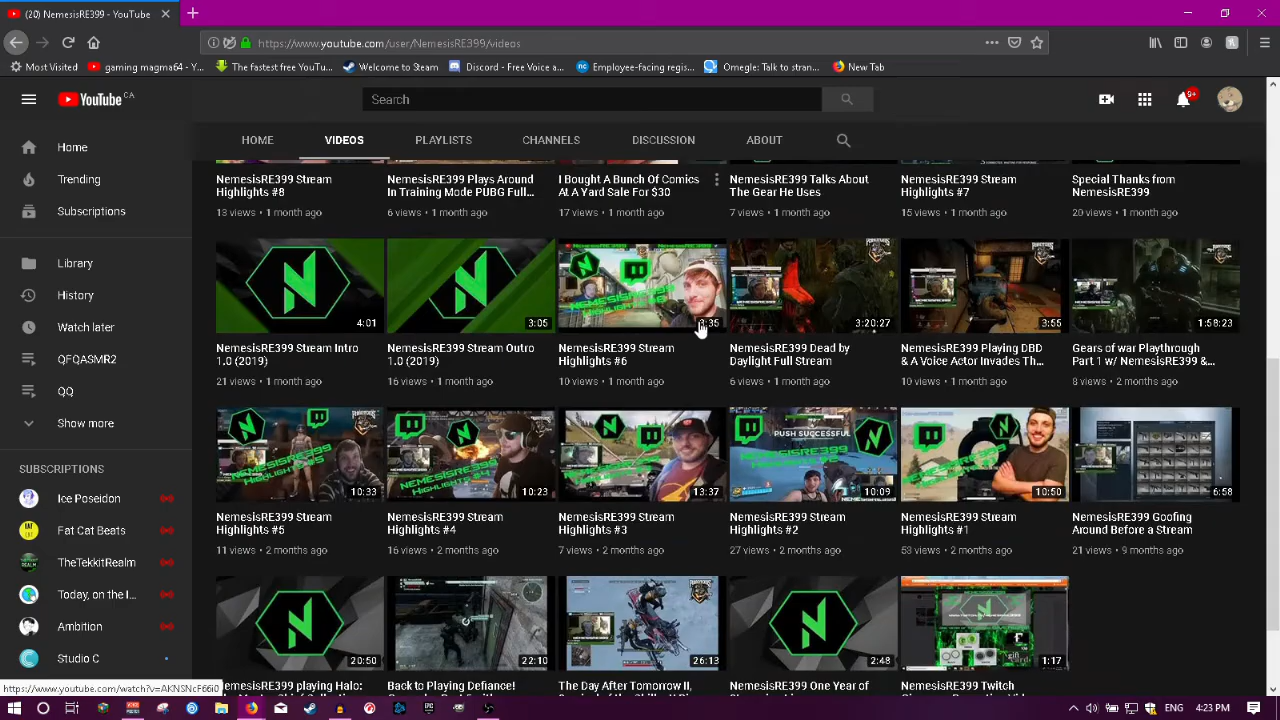 (20) NemesisRE399 - YouTube
https://www.youtube.com/user/NemesisRE399/videos
Most Visited
gaming magma64 - Y...
The fastest free YouTu...
Welcome to Steam
Discord - Free Voice a...
Employee-facing regis...
Omegle: Talk to stran...
New Tab
YouTube CA
Search
9+
HOME
VIDEOS
PLAYLISTS
CHANNELS
DISCUSSION
ABOUT
Home
Trending
Subscriptions
Library
History
Watch later
QFQASMR2
QQ
Show more
SUBSCRIPTIONS
Ice Poseidon
Fat Cat Beats
TheTekkitRealm
Today, on the I...
Ambition
Studio C
NemesisRE399 Stream
Highlights #8
13 views • 1 month ago
NemesisRE399 Plays Around
In Training Mode PUBG Full...
6 views • 1 month ago
I Bought A Bunch Of Comics
At A Yard Sale For $30
17 views • 1 month ago
NemesisRE399 Talks About
The Gear He Uses
7 views • 1 month ago
NemesisRE399 Stream
Highlights #7
15 views • 1 month ago
Special Thanks from
NemesisRE399
20 views • 1 month ago
4:01
NemesisRE399 Stream Intro
1.0 (2019)
21 views • 1 month ago
3:05
NemesisRE399 Stream Outro
1.0 (2019)
16 views • 1 month ago
NemesisRE399 Stream
Highlights #6
10 views • 1 month ago
3:20:27
NemesisRE399 Dead by
Daylight Full Stream
6 views • 1 month ago
3:55
NemesisRE399 Playing DBD
& A Voice Actor Invades Th...
10 views • 1 month ago
1:58:23
Gears of war Playthrough
Part 1 w/ NemesisRE399 &...
8 views • 2 months ago
10:33
NemesisRE399 Stream
Highlights #5
11 views • 2 months ago
10:23
NemesisRE399 Stream
Highlights #4
16 views • 2 months ago
13:37
NemesisRE399 Stream
Highlights #3
7 views • 2 months ago
PUSH SUCCESSFUL
10:09
NemesisRE399 Stream
Highlights #2
27 views • 2 months ago
10:50
NemesisRE399 Stream
Highlights #1
53 views • 2 months ago
6:58
NemesisRE399 Goofing
Around Before a Stream
21 views • 9 months ago
20:50
NemesisRE399 playing Halo:
22:10
Back to Playing Defiance!
26:13
The Day After Tomorrow II,
2:48
NemesisRE399 One Year of
1:17
NemesisRE399 Twitch
https://www.youtube.com/watch?v=AKNSNcF66i0
ENG
4:23 PM